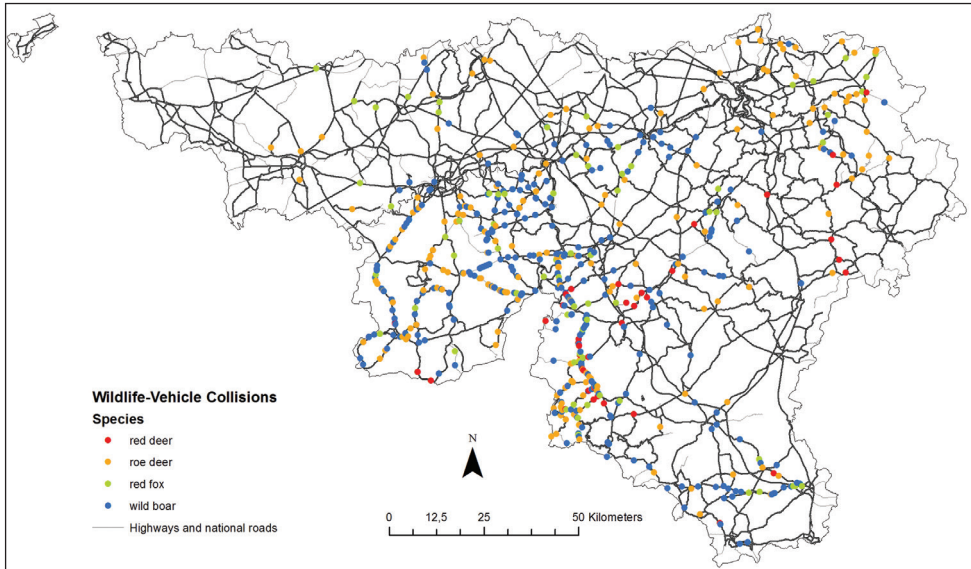 Wildlife-Vehicle Collisions
Species
red deer
roe deer
red fox
wild boar
Highways and national roads
N
0 12,5 25 50 Kilometers